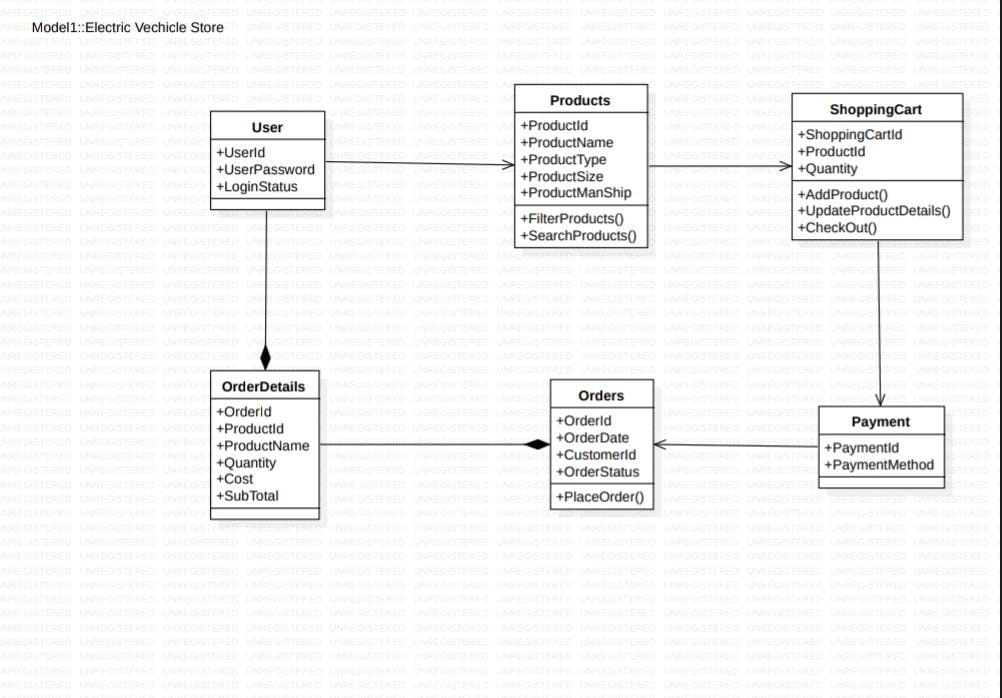 Model1::Electric Vechicle Store
User
+UserId
+UserPassword
+LoginStatus
Products
+ProductId
+ProductName
+ProductType
+ProductSize
+ProductManShip
+FilterProducts()
+SearchProducts()
ShoppingCart
+ShoppingCartId
+ProductId
+Quantity
+AddProduct()
+UpdateProductDetails()
+CheckOut()
OrderDetails
+OrderId
+ProductId
+ProductName
+Quantity
+Cost
+SubTotal
Orders
+OrderId
+OrderDate
+CustomerId
+OrderStatus
+PlaceOrder()
Payment
+PaymentId
+PaymentMethod
UNREGISTERED